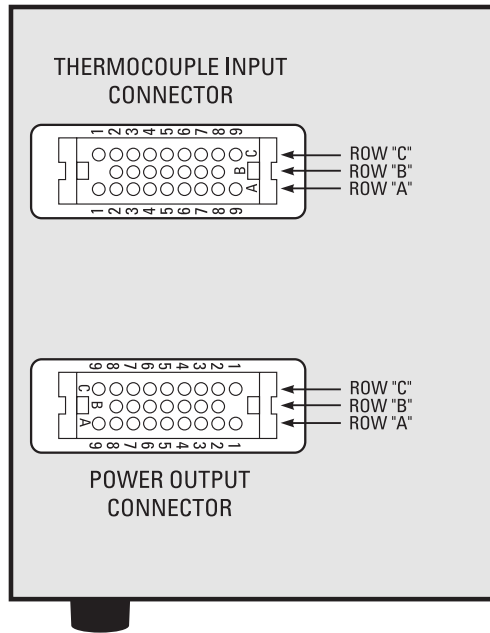 THERMOCOUPLE INPUT
CONNECTOR
1 2 3 4 5 6 7 8 9
C
B
A
1 2 3 4 5 6 7 8 9
ROW "C"
ROW "B"
ROW "A"
9 8 7 6 5 4 3 2 1
C
B
A
9 8 7 6 5 4 3 2 1
ROW "C"
ROW "B"
ROW "A"
POWER OUTPUT
CONNECTOR